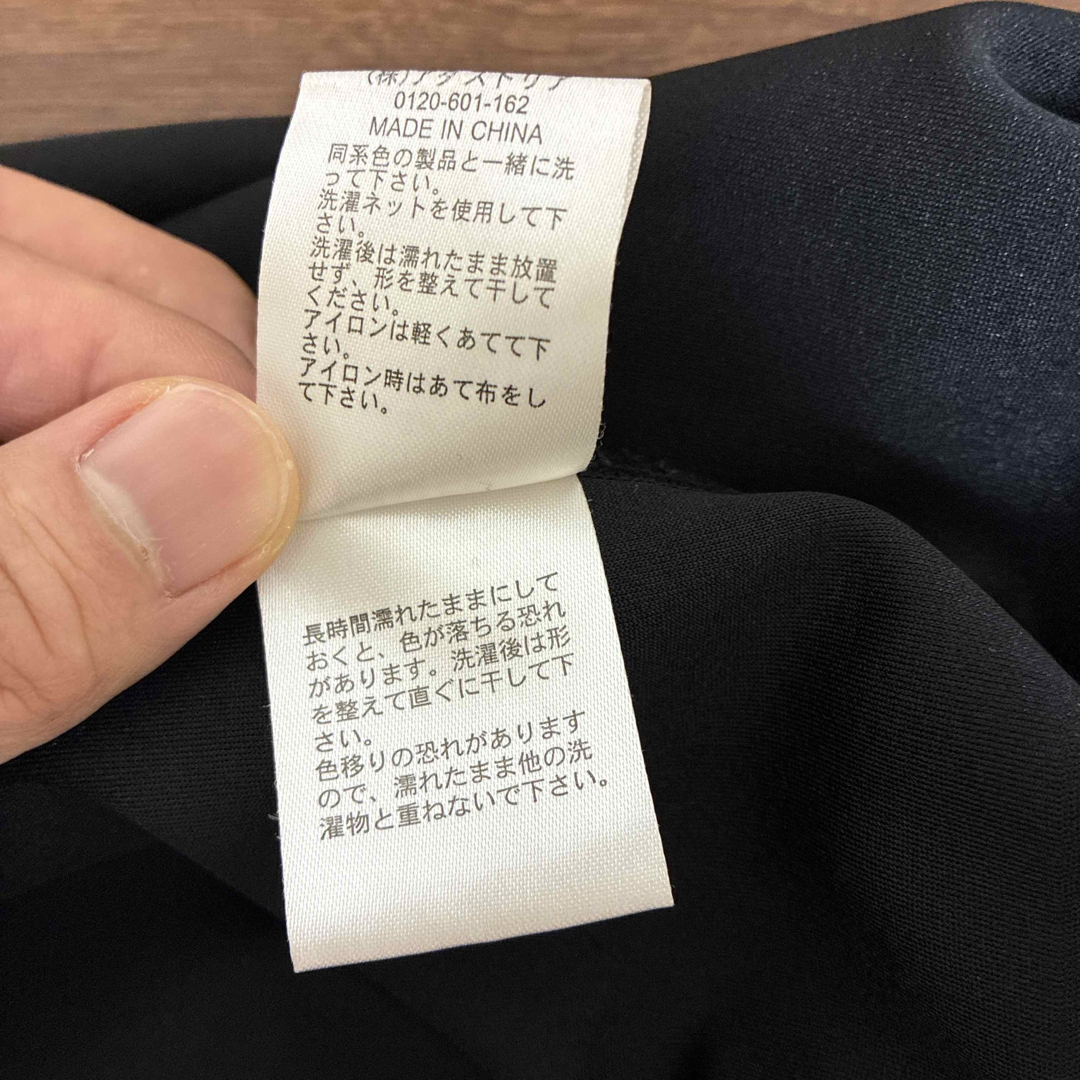 (株)アダストリア
0120-601-162
MADE IN CHINA
同系色の製品と一緒に洗
って下さい。
洗濯ネットを使用して下
さい。
洗濯後は濡れたまま放置
せず、形を整えて干して
ください。
アイロンは軽くあてて下
さい。
アイロン時はあて布をし
て下さい。
長時間濡れたままにして
おくと、色が落ちる恐れ
があります。洗濯後は形
を整えて直ぐに干して下
さい。
色移りの恐れがあります
ので、濡れたまま他の洗
濯物と重ねないで下さい。